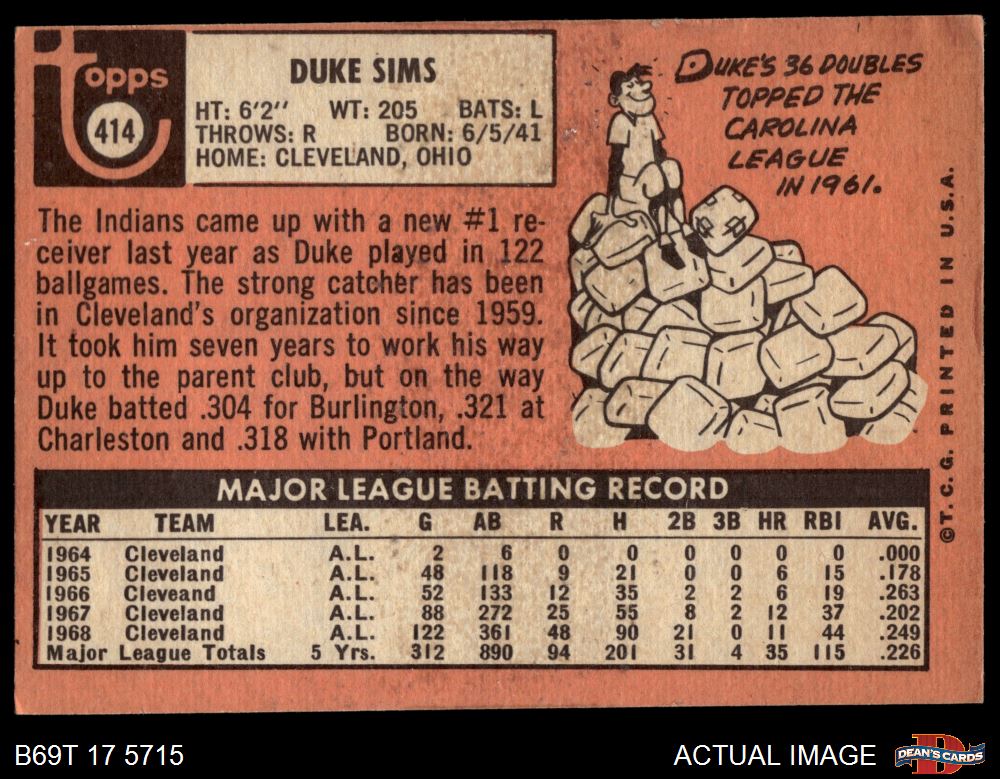 topps
414
DUKE SIMS
HT: 6'2'' WT: 205 BATS: L
THROWS: R BORN: 6/5/41
HOME: CLEVELAND, OHIO
DUKE'S 36 DOUBLES
TOPPED THE
CAROLINA
LEAGUE
IN 1961.
The Indians came up with a new #1 re-
ceiver last year as Duke played in 122
ballgames. The strong catcher has been
in Cleveland's organization since 1959.
It took him seven years to work his way
up to the parent club, but on the way
Duke batted .304 for Burlington, .321 at
Charleston and .318 with Portland.
MAJOR LEAGUE BATTING RECORD
YEAR TEAM LEA. G AB R H 2B 3B HR RBI AVG.
1964 Cleveland A.L. 2 6 0 0 0 0 0 0 .000
1965 Cleveland A.L. 48 118 9 21 0 0 6 15 .178
1966 Cleveand A.L. 52 133 12 35 2 2 6 19 .263
1967 Cleveland A.L. 88 272 25 55 8 2 12 37 .202
1968 Cleveland A.L. 122 361 48 90 21 0 11 44 .249
Major League Totals 5 Yrs. 312 890 94 201 31 4 35 115 .226
©T. C. G. PRINTED IN U. S. A.
B69T 17 5715
ACTUAL IMAGE
D
DEAN'S CARDS